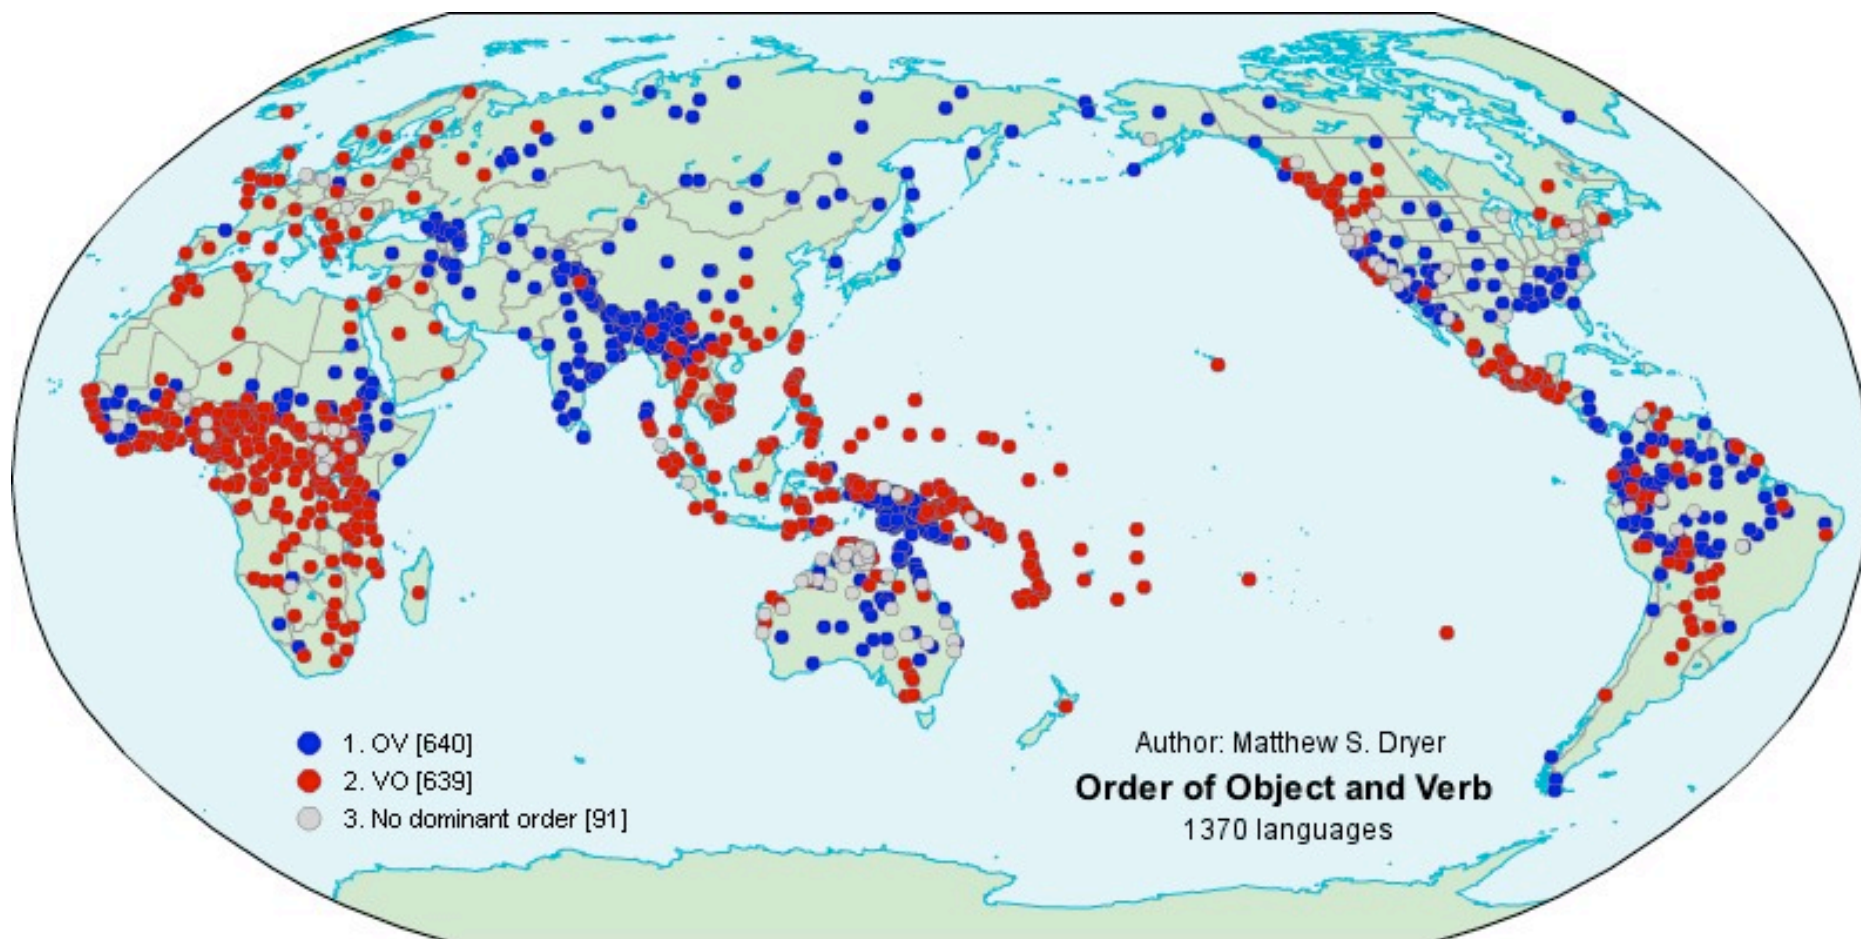 1. OV [640]
2. VO [639]
3. No dominant order [91]
Author: Matthew S. Dryer
Order of Object and Verb
1370 languages